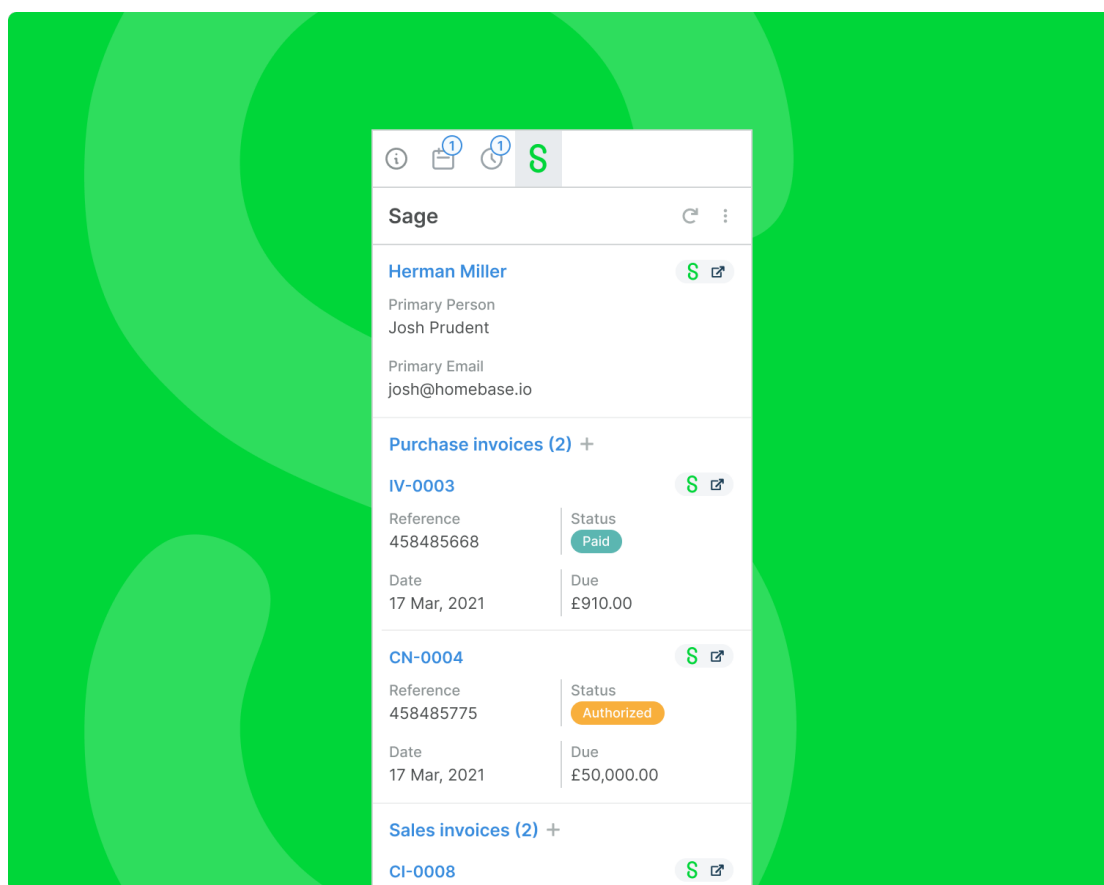 1 1
Sage
Herman Miller
Primary Person
Josh Prudent
Primary Email
josh@homebase.io
Purchase invoices (2) +
IV-0003
Reference Status
458485668 Paid
Date Due
17 Mar, 2021 £910.00
CN-0004
Reference Status
458485775 Authorized
Date Due
17 Mar, 2021 £50,000.00
Sales invoices (2) +
CI-0008